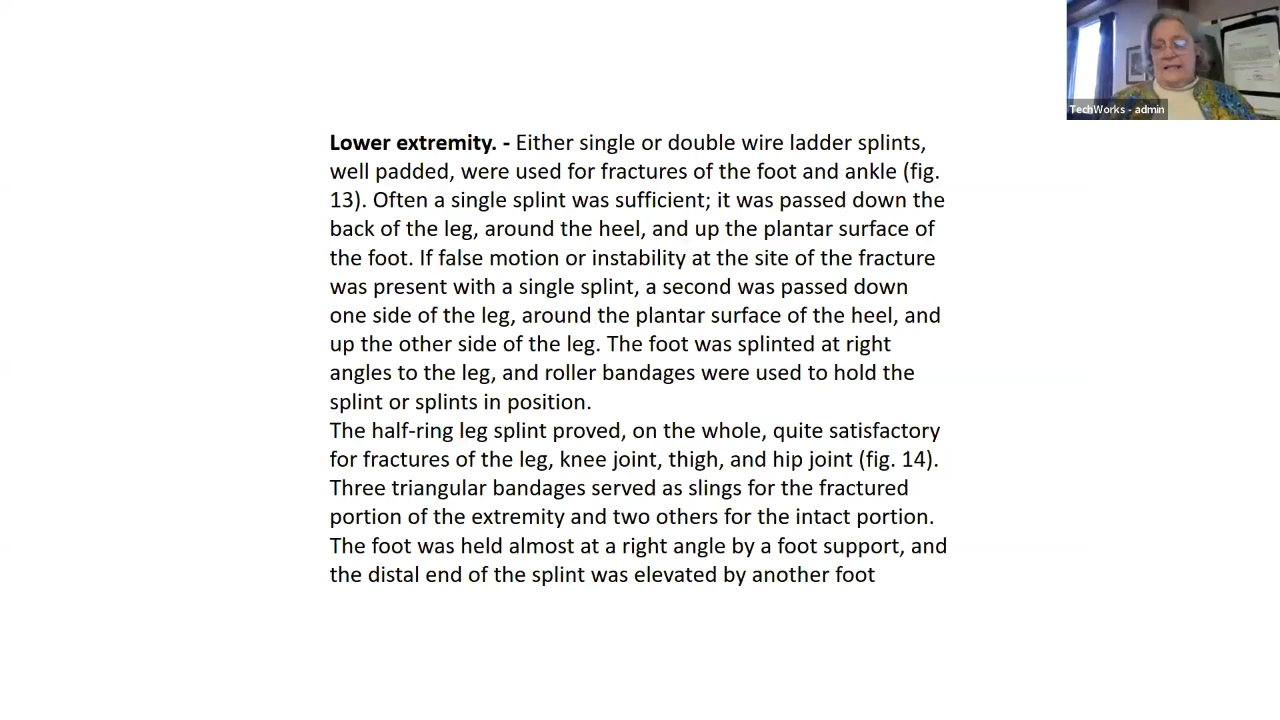 TechWorks - admin
Lower extremity. - Either single or double wire ladder splints,
well padded, were used for fractures of the foot and ankle (fig.
13). Often a single splint was sufficient; it was passed down the
back of the leg, around the heel, and up the plantar surface of
the foot. If false motion or instability at the site of the fracture
was present with a single splint, a second was passed down
one side of the leg, around the plantar surface of the heel, and
up the other side of the leg. The foot was splinted at right
angles to the leg, and roller bandages were used to hold the
splint or splints in position.
The half-ring leg splint proved, on the whole, quite satisfactory
for fractures of the leg, knee joint, thigh, and hip joint (fig. 14).
Three triangular bandages served as slings for the fractured
portion of the extremity and two others for the intact portion.
The foot was held almost at a right angle by a foot support, and
the distal end of the splint was elevated by another foot